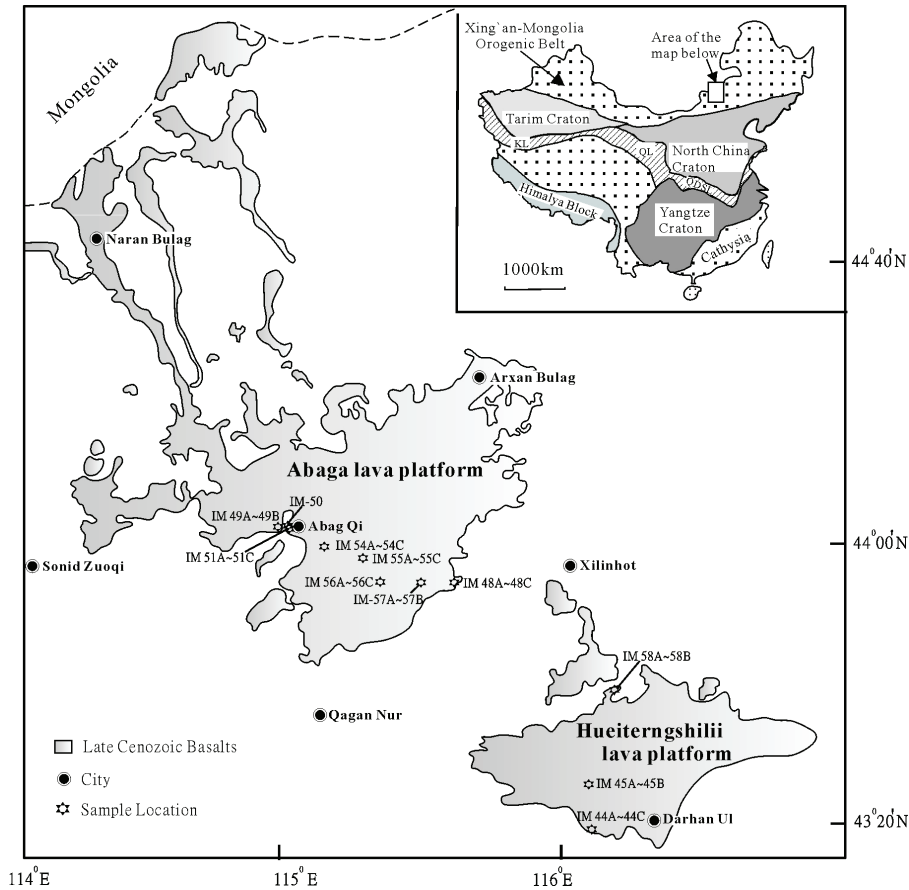 Xing`an-Mongolia
Orogenic Belt
Area of the
map below
Tarim Craton
KL
QL
North China
Craton
QDSL
Himalya Block
Yangtze
Craton
Cathysia
1000km
Mongolia
Naran Bulag
44°40'N
Arxan Bulag
Abaga lava platform
IM-50
IM 49A~49B
Abag Qi
IM 51A~51C
IM 54A~54C
IM 55A~55C
44°00'N
Sonid Zuoqi
Xilinhot
IM 56A~56C
IM-57A~57B
IM 48A~48C
IM 58A~58B
Qagan Nur
Hueiterngshilii
lava platform
Late Cenozoic Basalts
City
Sample Location
IM 45A~45B
IM 44A~44C
Darhan Ul
43°20'N
114°E
115°E
116°E